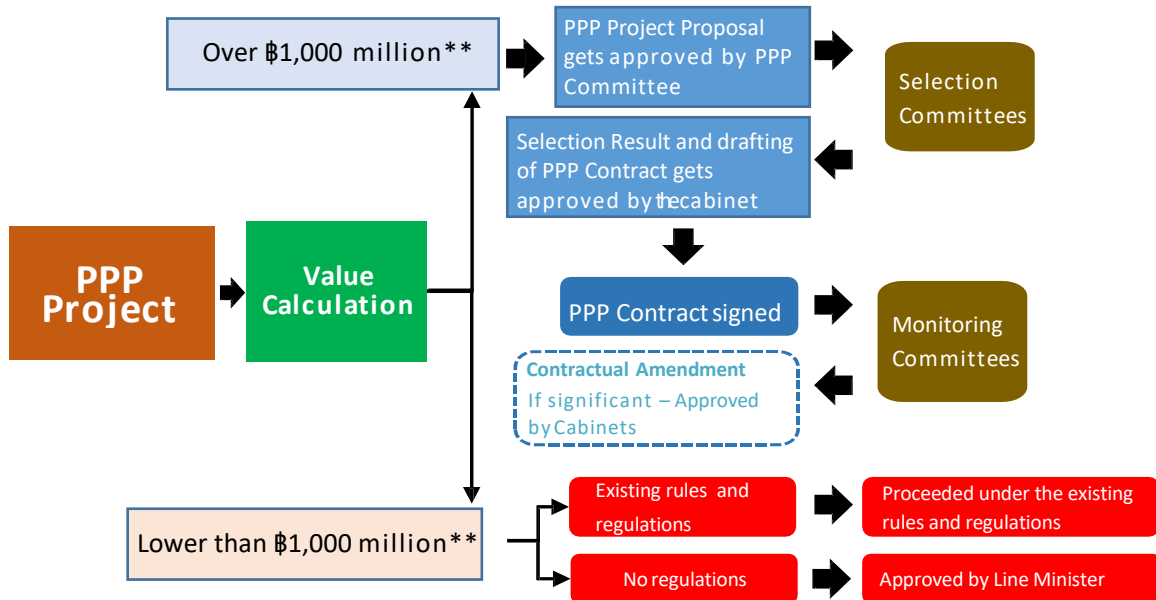 Over ฿1,000 million**
PPP Project Proposal
gets approved by PPP
Committee
Selection
Committees
Selection Result and drafting
of PPP Contract gets
approved by the cabinet
PPP
Project
Value
Calculation
PPP Contract signed
Monitoring
Committees
Contractual Amendment
If significant – Approved
by Cabinets
Lower than ฿1,000 million**
Existing rules and
regulations
Proceeded under the existing
rules and regulations
No regulations
Approved by Line Minister